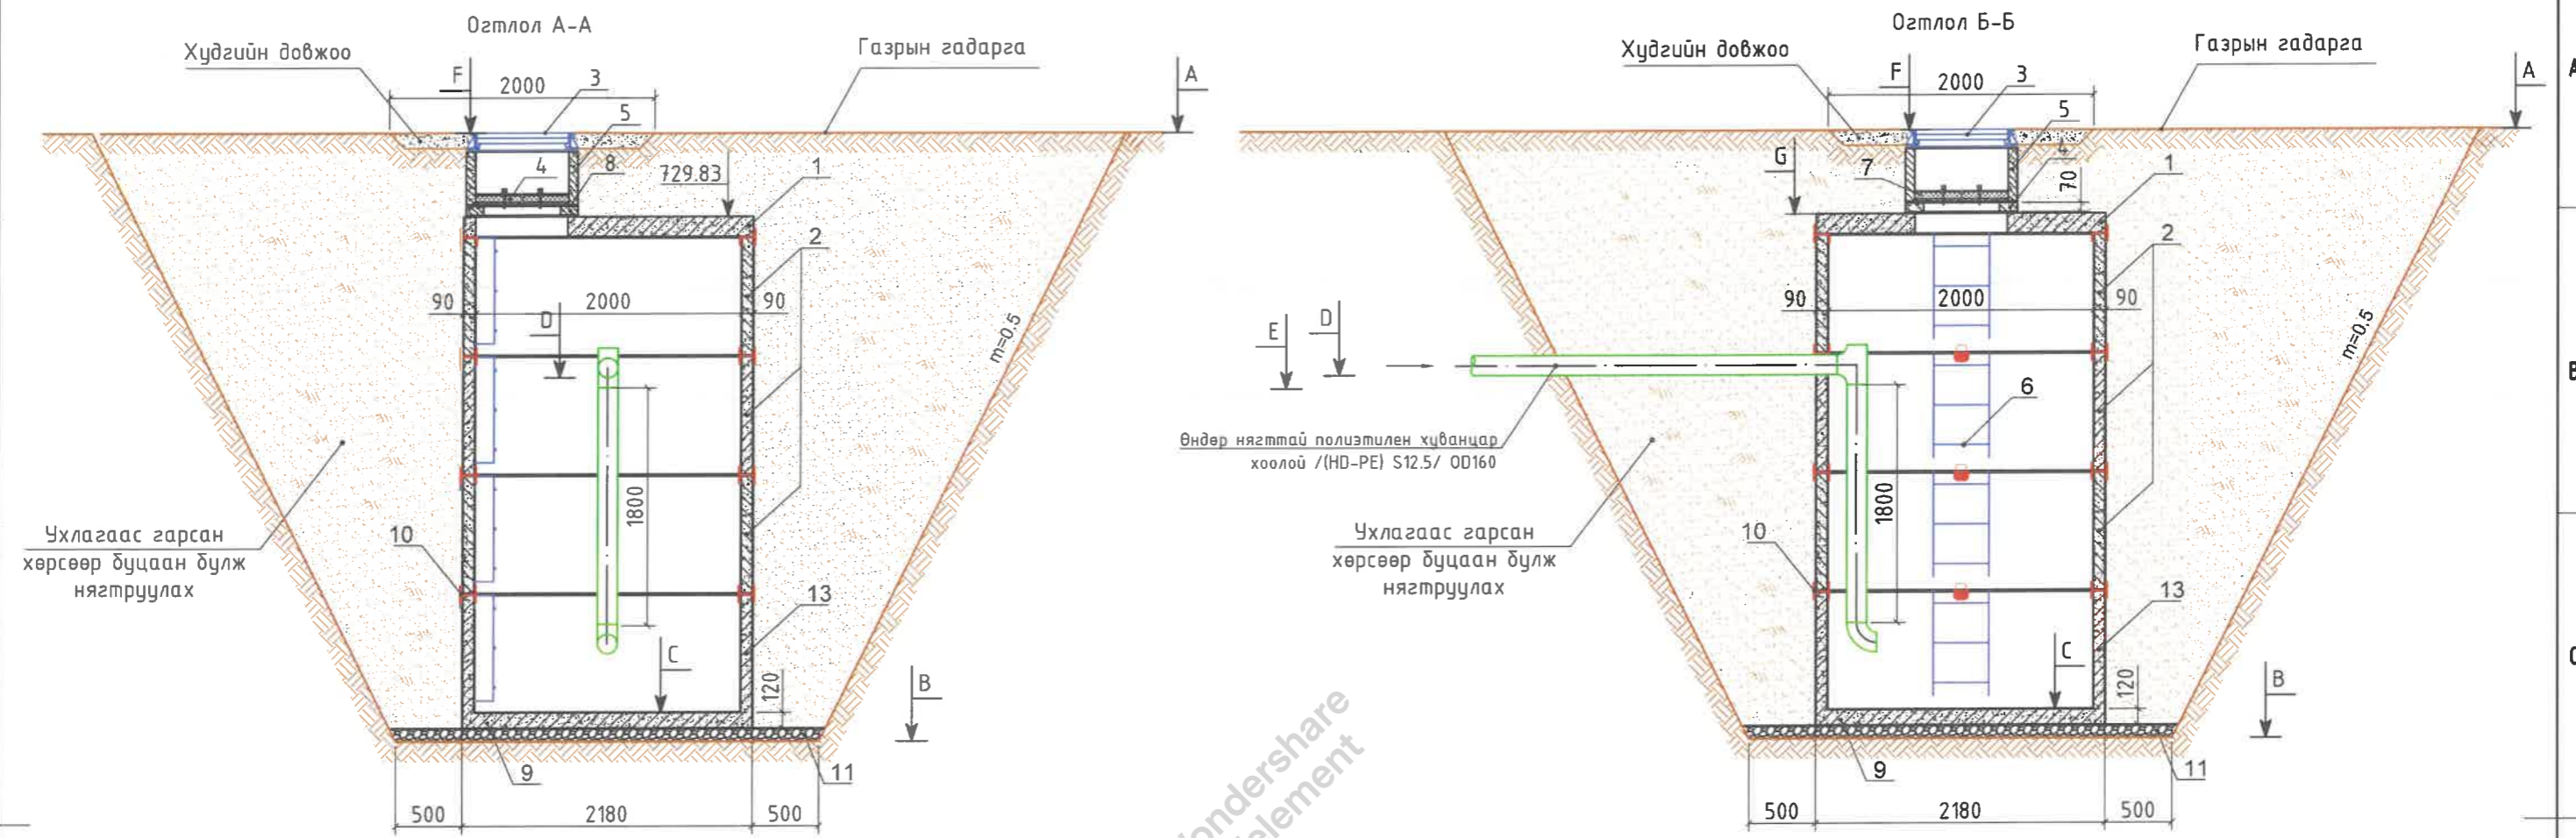 Огтлол А-А
Худгийн довжоо
Газрын гадарга
F
2000
3
A
5
4
8
729.83
1
2
90
2000
90
D
m=0.5
1800
10
Ухлагаас гарсан
хөрсөөр буцаан булж
нягтруулах
13
C
120
B
9
11
500
2180
500
Огтлол Б-Б
Худгийн довжоо
Газрын гадарга
F
2000
3
A
5
G
4
7
70
1
2
90
2000
90
E
D
m=0.5
6
Өндөр нягттай полиэтилен хуванцар
хоолой /(HD-PE) S12.5/ OD160
1800
10
Ухлагаас гарсан
хөрсөөр буцаан булж
нягтруулах
13
C
120
B
9
11
500
2180
500
A
ondershare
element